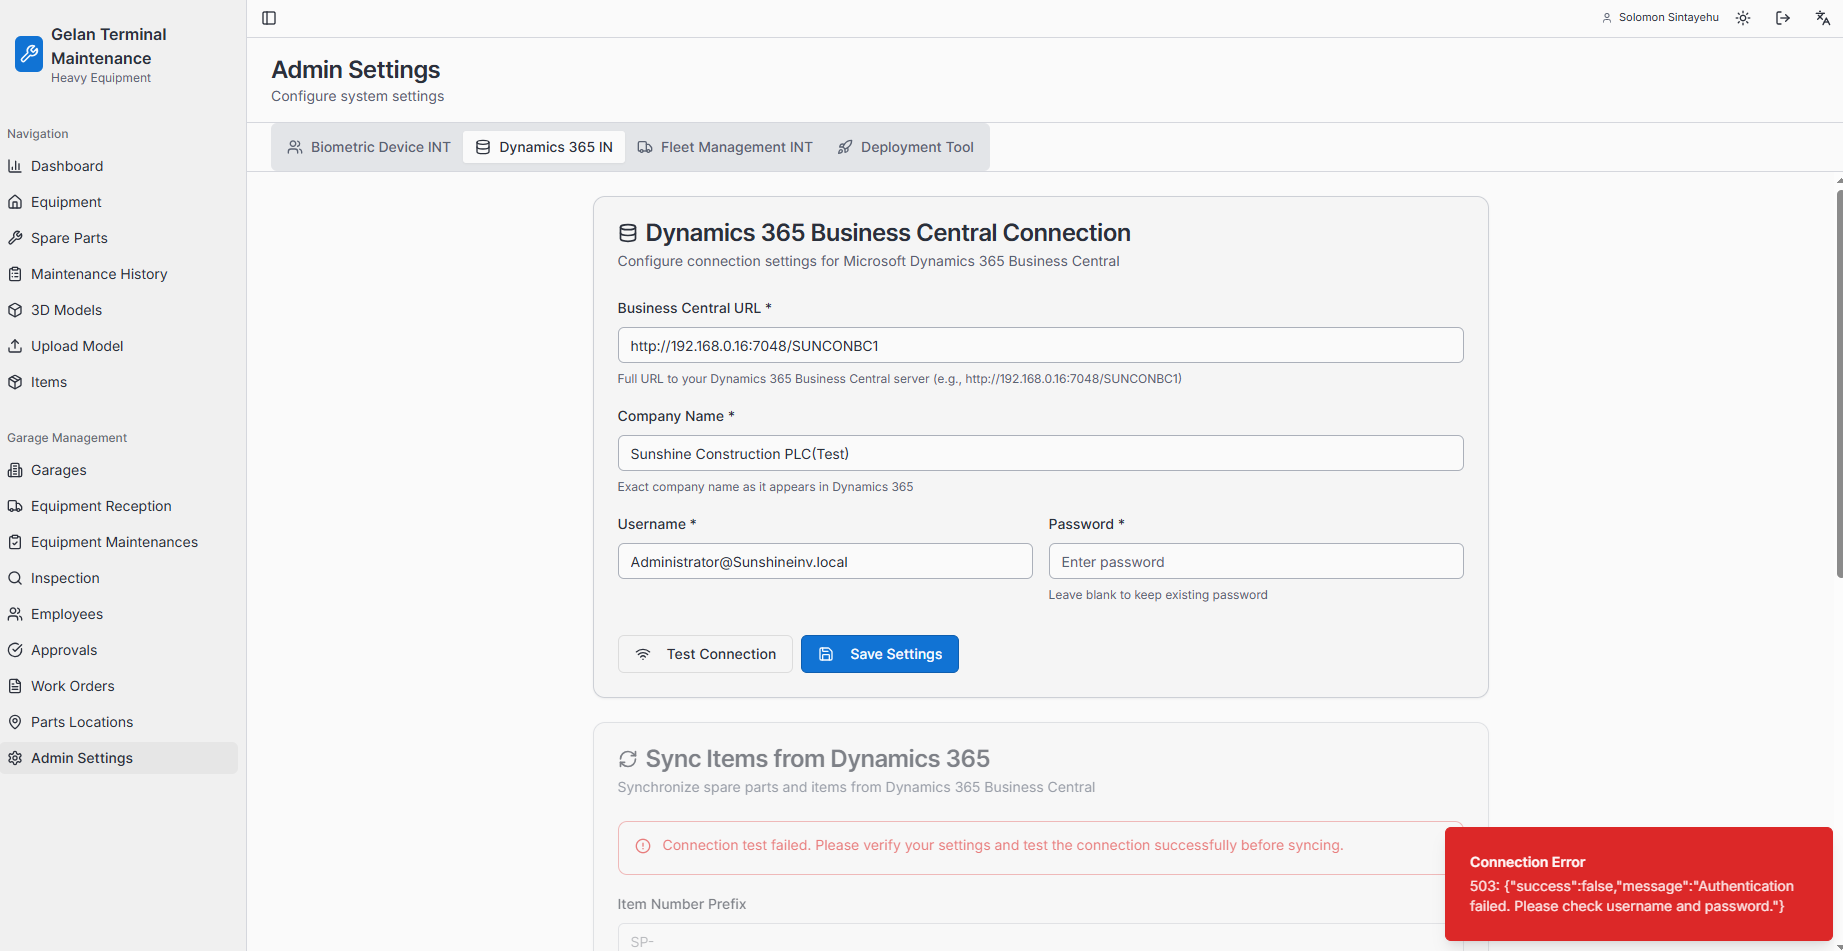 Gelan Terminal
Maintenance
Heavy Equipment
Navigation
Dashboard
Equipment
Spare Parts
Maintenance History
3D Models
Upload Model
Items
Garage Management
Garages
Equipment Reception
Equipment Maintenances
Inspection
Employees
Approvals
Work Orders
Parts Locations
Admin Settings
Solomon Sintayehu
Admin Settings
Configure system settings
Biometric Device INT
Dynamics 365 IN
Fleet Management INT
Deployment Tool
Dynamics 365 Business Central Connection
Configure connection settings for Microsoft Dynamics 365 Business Central
Business Central URL *
http://192.168.0.16:7048/SUNCONBC1
Full URL to your Dynamics 365 Business Central server (e.g., http://192.168.0.16:7048/SUNCONBC1)
Company Name *
Sunshine Construction PLC(Test)
Exact company name as it appears in Dynamics 365
Username *
Password *
Administrator@Sunshineinv.local
Enter password
Leave blank to keep existing password
Test Connection
Save Settings
Sync Items from Dynamics 365
Synchronize spare parts and items from Dynamics 365 Business Central
Connection test failed. Please verify your settings and test the connection successfully before syncing.
Item Number Prefix
SP-
Connection Error
503: {"success":false,"message":"Authentication
failed. Please check username and password."}